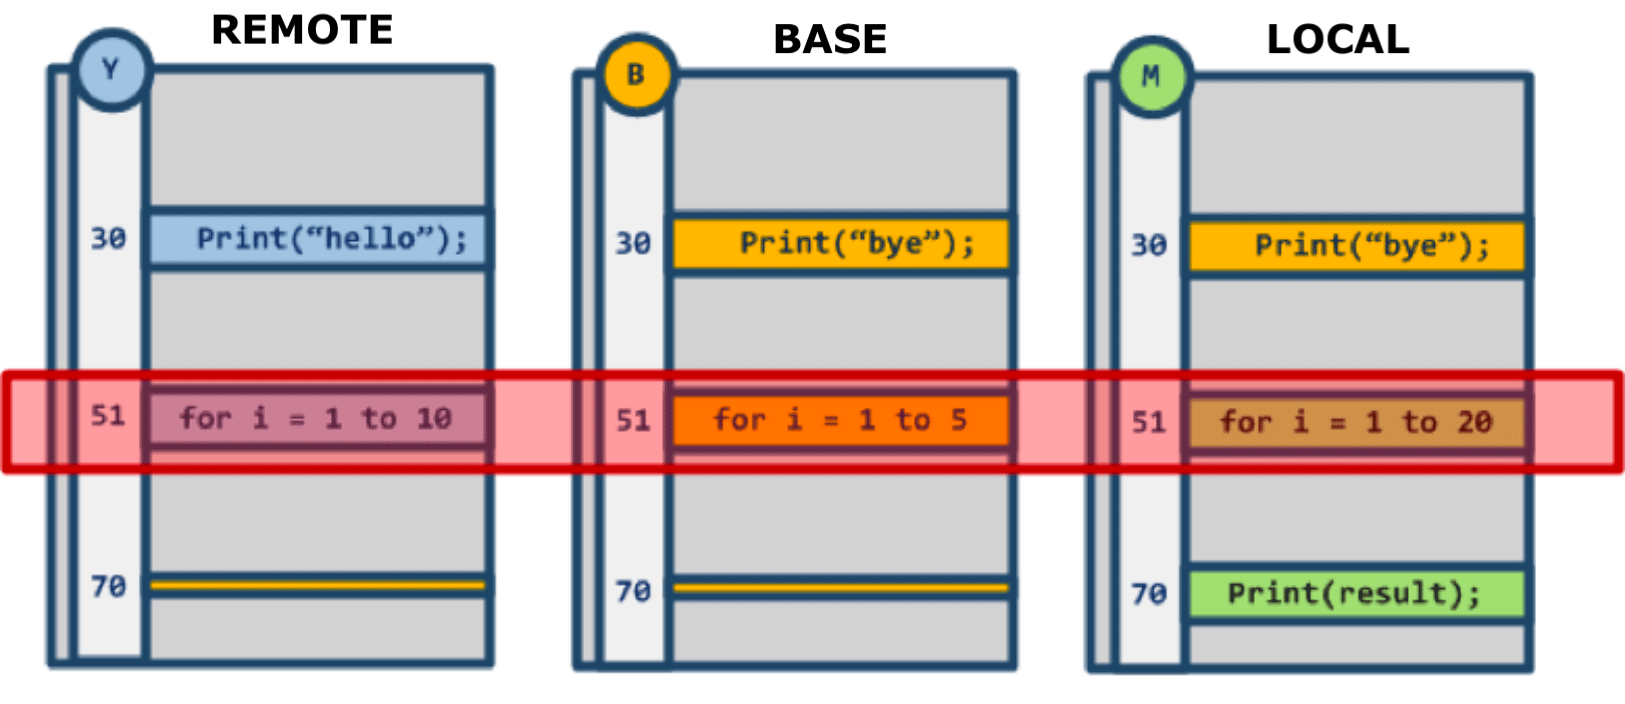 REMOTE
Y
30 Print(“hello”);
51 for i = 1 to 10
70
BASE
B
30 Print(“bye”);
51 for i = 1 to 5
70
LOCAL
M
30 Print(“bye”);
51 for i = 1 to 20
70 Print(result);